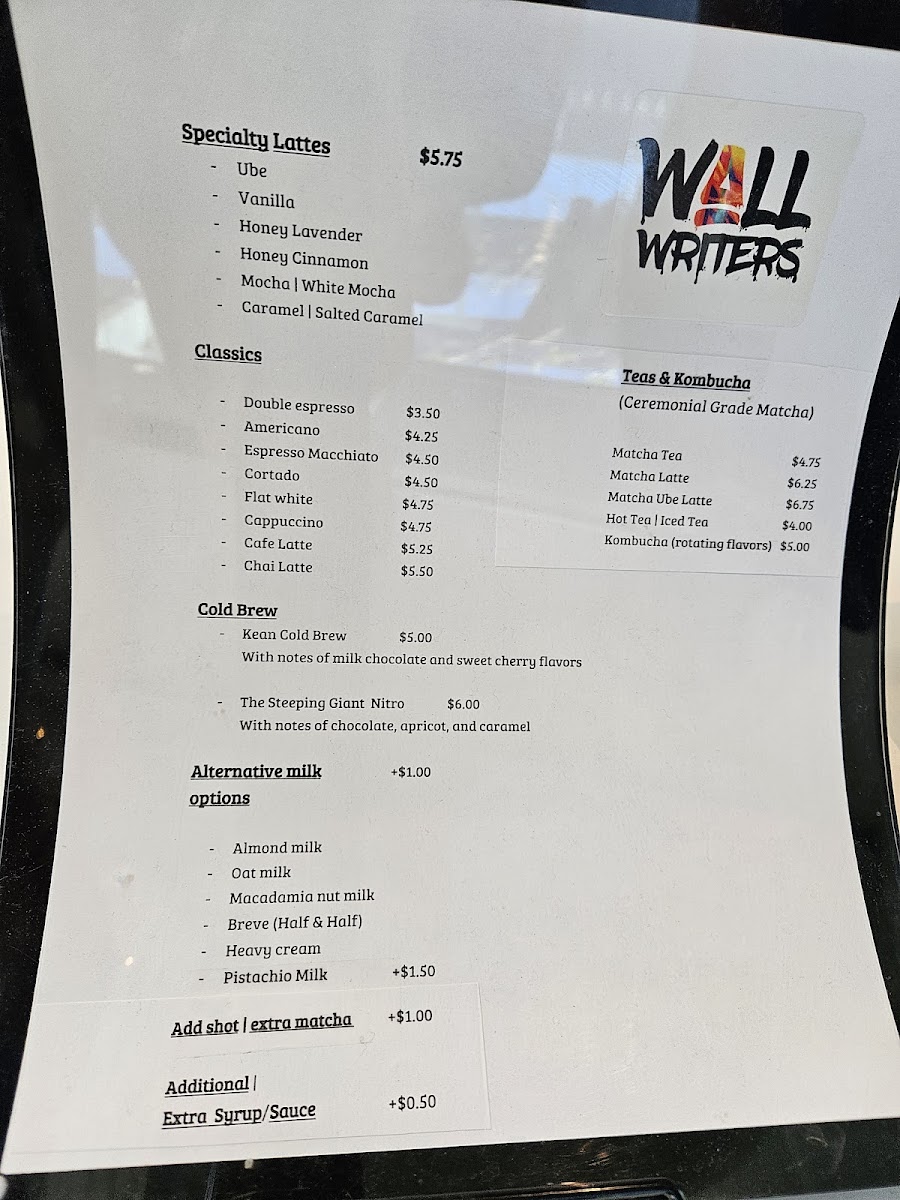 WALL
WRITERS
Specialty Lattes $5.75
- Ube
- Vanilla
- Honey Lavender
- Honey Cinnamon
- Mocha | White Mocha
- Caramel | Salted Caramel
Classics
- Double espresso $3.50
- Americano $4.25
- Espresso Macchiato $4.50
- Cortado $4.50
- Flat white $4.75
- Cappuccino $4.75
- Cafe Latte $5.25
- Chai Latte $5.50
Teas & Kombucha
(Ceremonial Grade Matcha)
Matcha Tea $4.75
Matcha Latte $6.25
Matcha Ube Latte $6.75
Hot Tea | Iced Tea $4.00
Kombucha (rotating flavors) $5.00
Cold Brew
- Kean Cold Brew $5.00
With notes of milk chocolate and sweet cherry flavors
- The Steeping Giant Nitro $6.00
With notes of chocolate, apricot, and caramel
Alternative milk +$1.00
options
- Almond milk
- Oat milk
- Macadamia nut milk
- Breve (Half & Half)
- Heavy cream
- Pistachio Milk +$1.50
Add shot | extra matcha +$1.00
Additional |
Extra Syrup/Sauce +$0.50